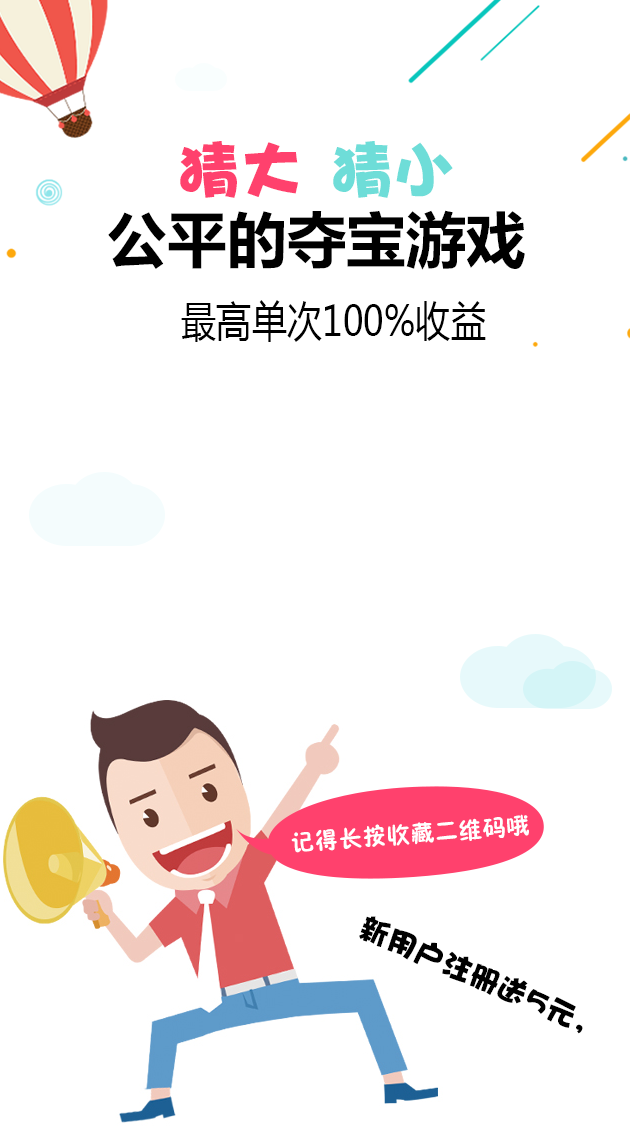 猜大 猜小
公平的夺宝游戏
最高单次100%收益
记得长按收藏二维码哦
新用户注册送5元,